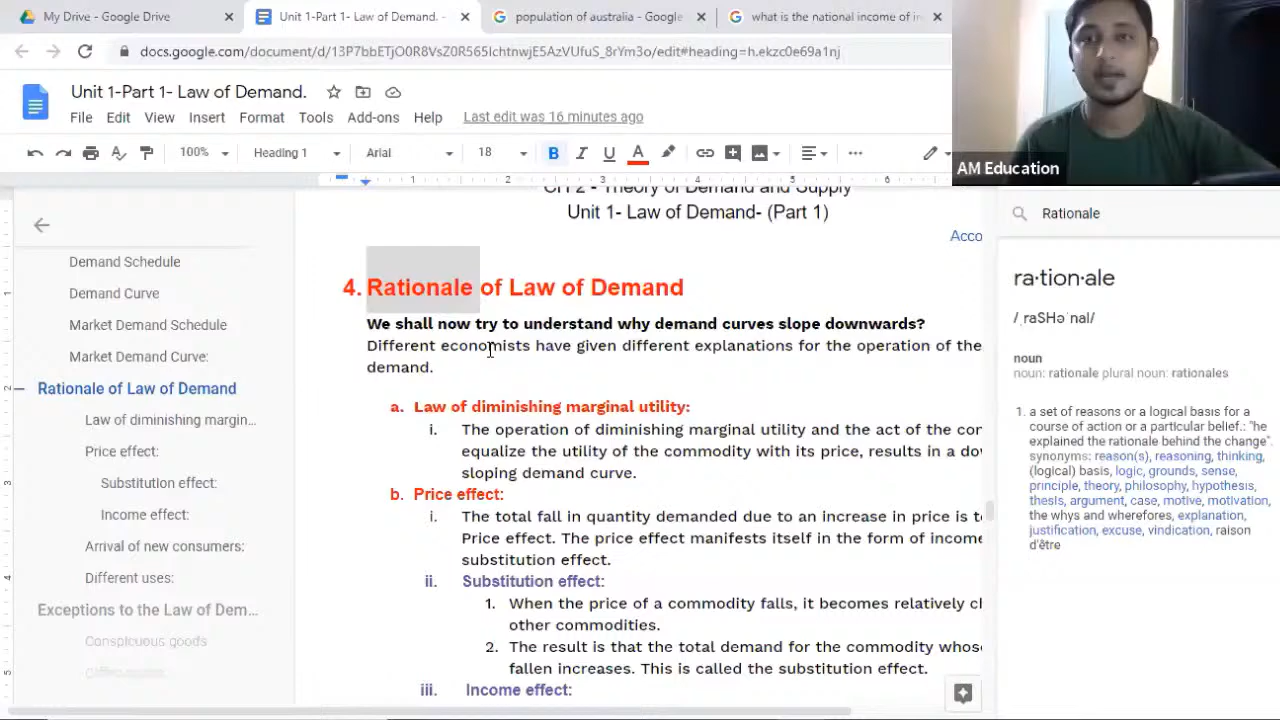 My Drive - Google Drive
Unit 1-Part 1- Law of Demand. -
population of australia - Google
what is the national income of in
docs.google.com/document/d/13P7bbETjO0R8VsZ0R565IchtnwjE5AzVUfuS_8rYm3o/edit#heading=h.ekzc0e69a1nj
Unit 1-Part 1- Law of Demand.
File Edit View Insert Format Tools Add-ons Help Last edit was 16 minutes ago
100% Heading 1 Arial 18 B I U A
AM Education
1 2 3 4 5 6
Theory of Demand and Supply
Unit 1- Law of Demand- (Part 1)
Acco
Demand Schedule
Demand Curve
Market Demand Schedule
Market Demand Curve:
Rationale of Law of Demand
Law of diminishing margin...
Price effect:
Substitution effect:
Income effect:
Arrival of new consumers:
Different uses:
Exceptions to the Law of Dem...
Conspicuous goods
4. Rationale of Law of Demand
We shall now try to understand why demand curves slope downwards?
Different economists have given different explanations for the operation of the
demand.
a. Law of diminishing marginal utility:
i. The operation of diminishing marginal utility and the act of the con
equalize the utility of the commodity with its price, results in a do
sloping demand curve.
b Price effect:
i. The total fall in quantity demanded due to an increase in price is t
Price effect. The price effect manifests itself in the form of income
substitution effect.
ii. Substitution effect:
1. When the price of a commodity falls, it becomes relatively c
other commodities.
2. The result is that the total demand for the commodity whos
fallen increases. This is called the substitution effect.
iii. Income effect:
Rationale
ra·tion·ale
/ˌraSHəˈnal/
noun
noun: rationale plural noun: rationales
1. a set of reasons or a logical basis for a
course of action or a particular belief.: "he
explained the rationale behind the change".
synonyms: reason(s), reasoning, thinking,
(logical) basis, logic, grounds, sense,
principle, theory, philosophy, hypothesis,
thesis, argument, case, motive, motivation,
the whys and wherefores, explanation,
justification, excuse, vindication, raison
d'être